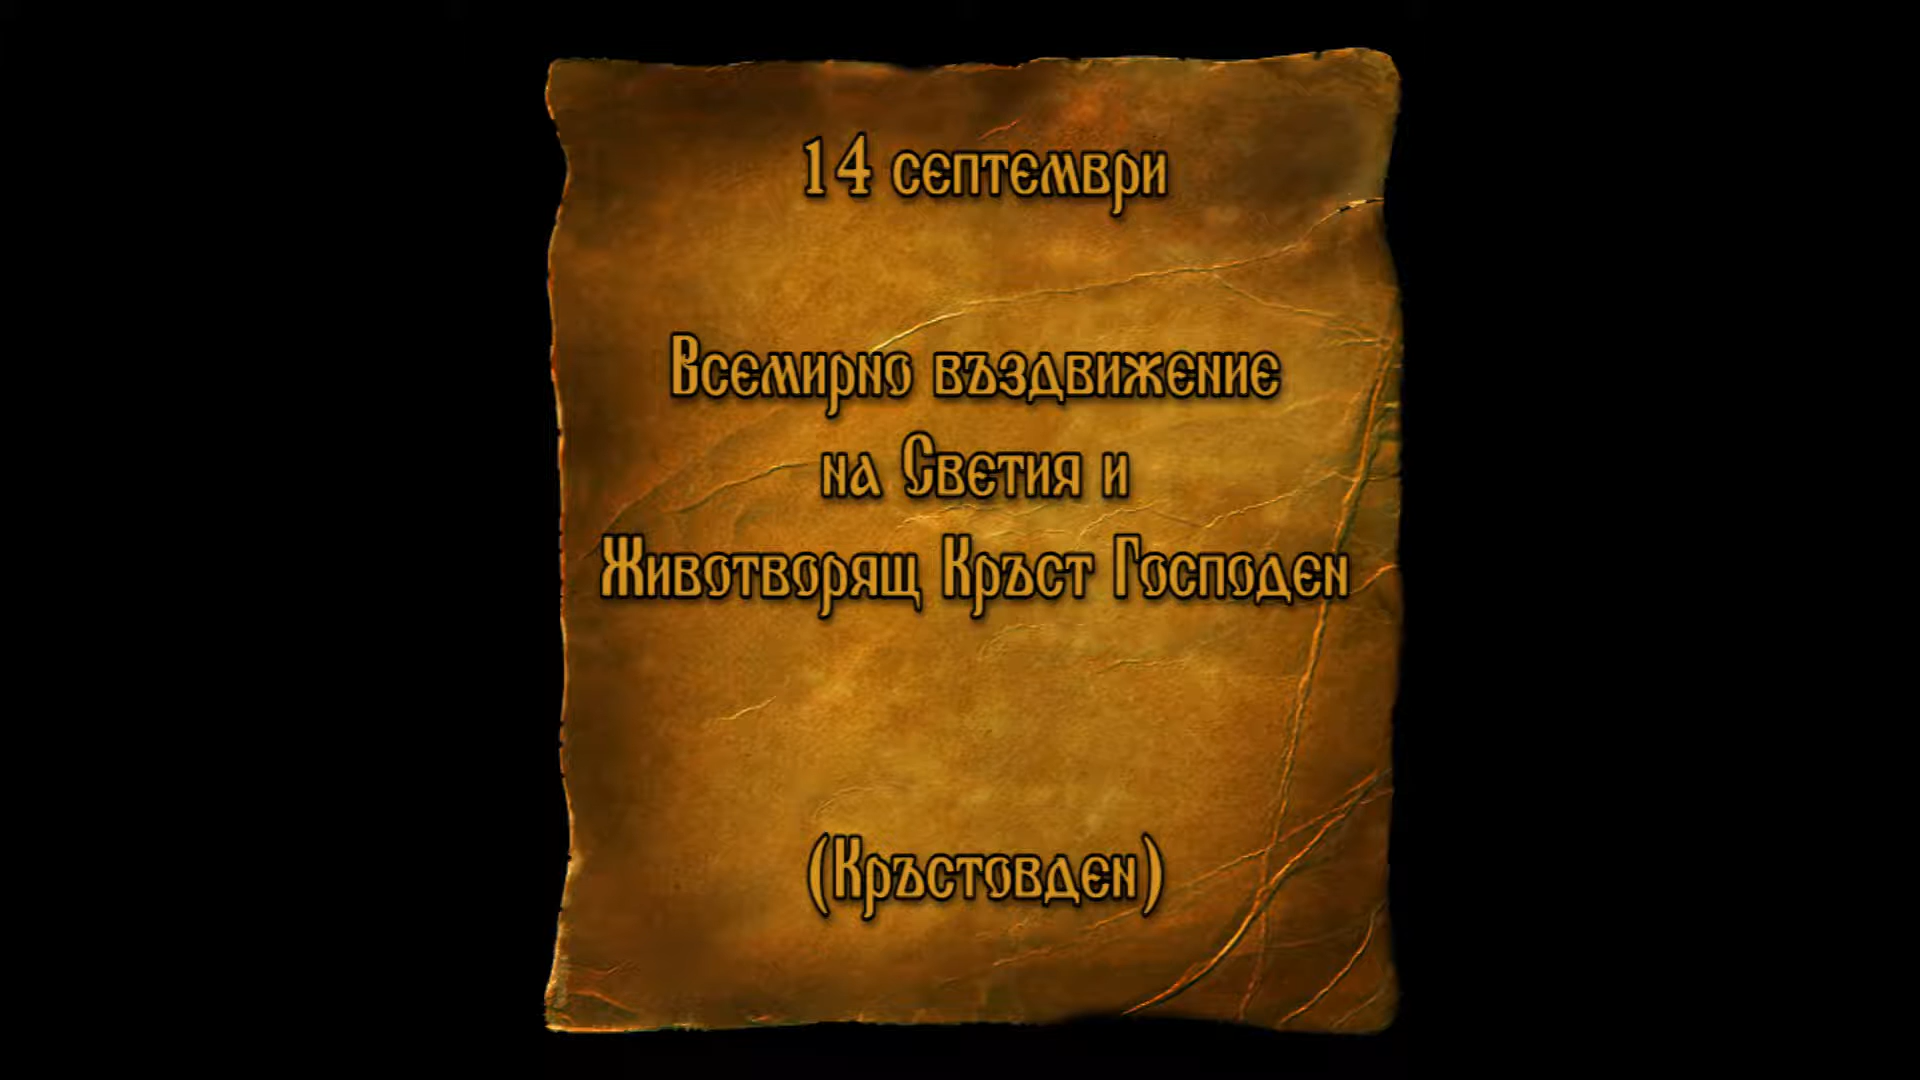 14 септември
Всемирно въздвижение
на Светия и
Животворящ Кръст Господен
(Кръстовден)